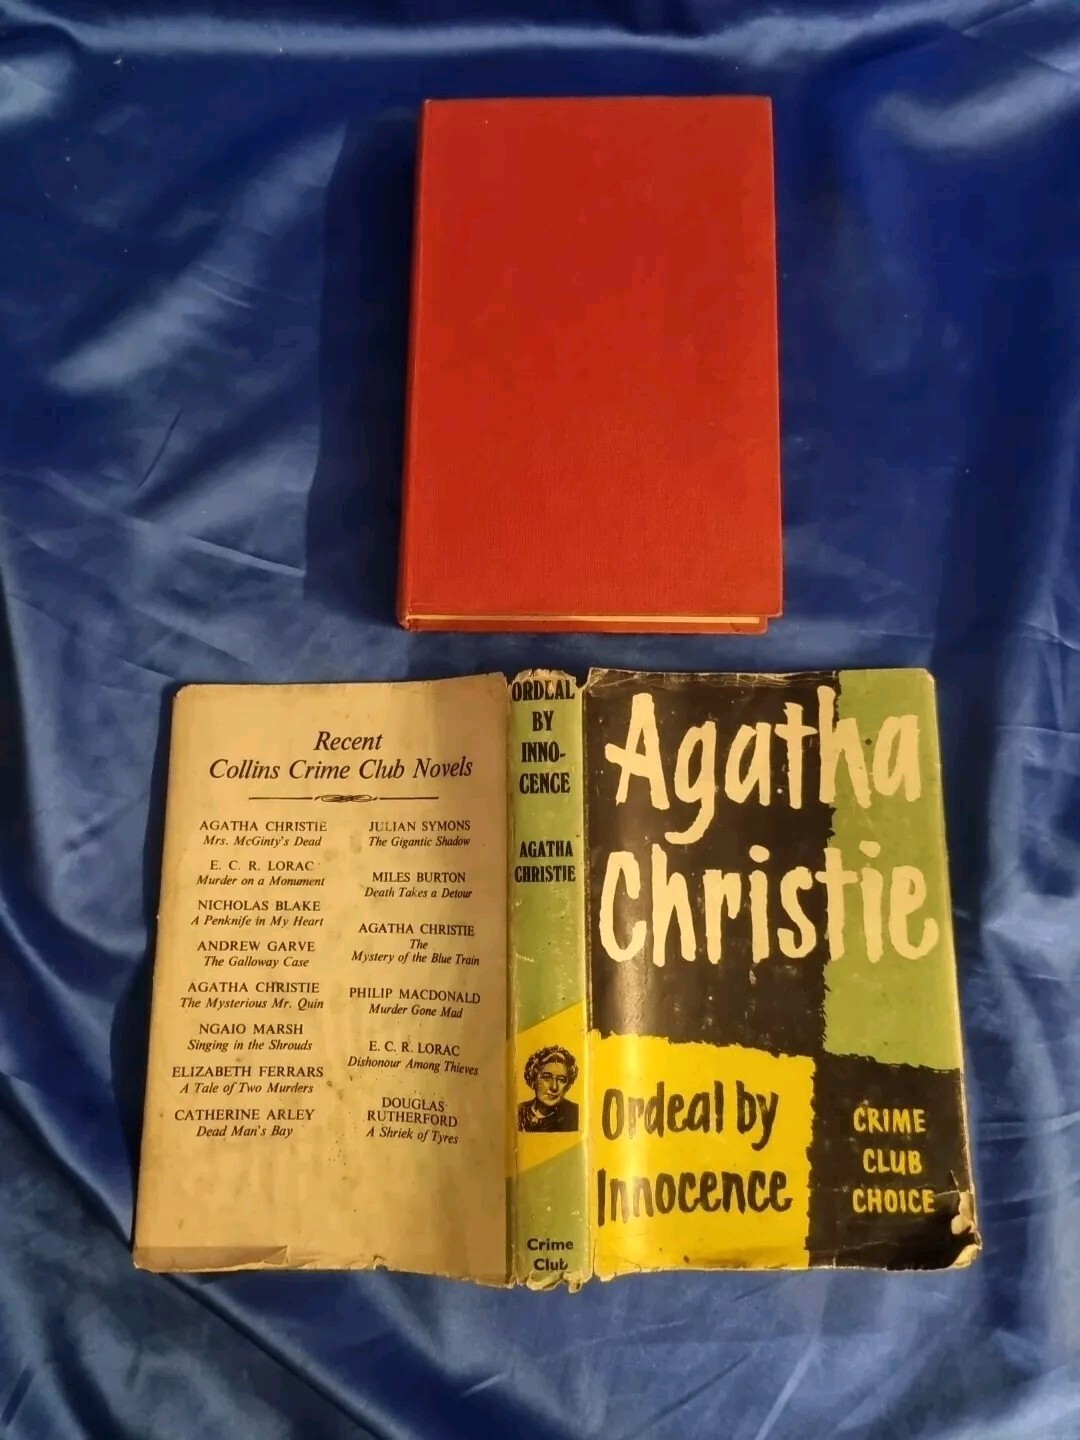 Recent
Collins Crime Club Novels
AGATHA CHRISTIE
Mrs. McGinty's Dead
E. C. R. LORAC
Murder on a Monument
NICHOLAS BLAKE
A Penknife in My Heart
ANDREW GARVE
The Galloway Case
AGATHA CHRISTIE
The Mysterious Mr. Quin
NGAIO MARSH
Singing in the Shrouds
ELIZABETH FERRARS
A Tale of Two Murders
CATHERINE ARLEY
Dead Man's Bay
JULIAN SYMONS
The Gigantic Shadow
MILES BURTON
Death Takes a Detour
AGATHA CHRISTIE
The
Mystery of the Blue Train
PHILIP MACDONALD
Murder Gone Mad
E. C. R. LORAC
Dishonour Among Thieves
DOUGLAS
RUTHERFORD
A Shriek of Tyres
ORDEAL
BY
INNO-
CENCE
AGATHA
CHRISTIE
Crime
Club
Agatha
Christie
Ordeal by
Innocence
CRIME
CLUB
CHOICE